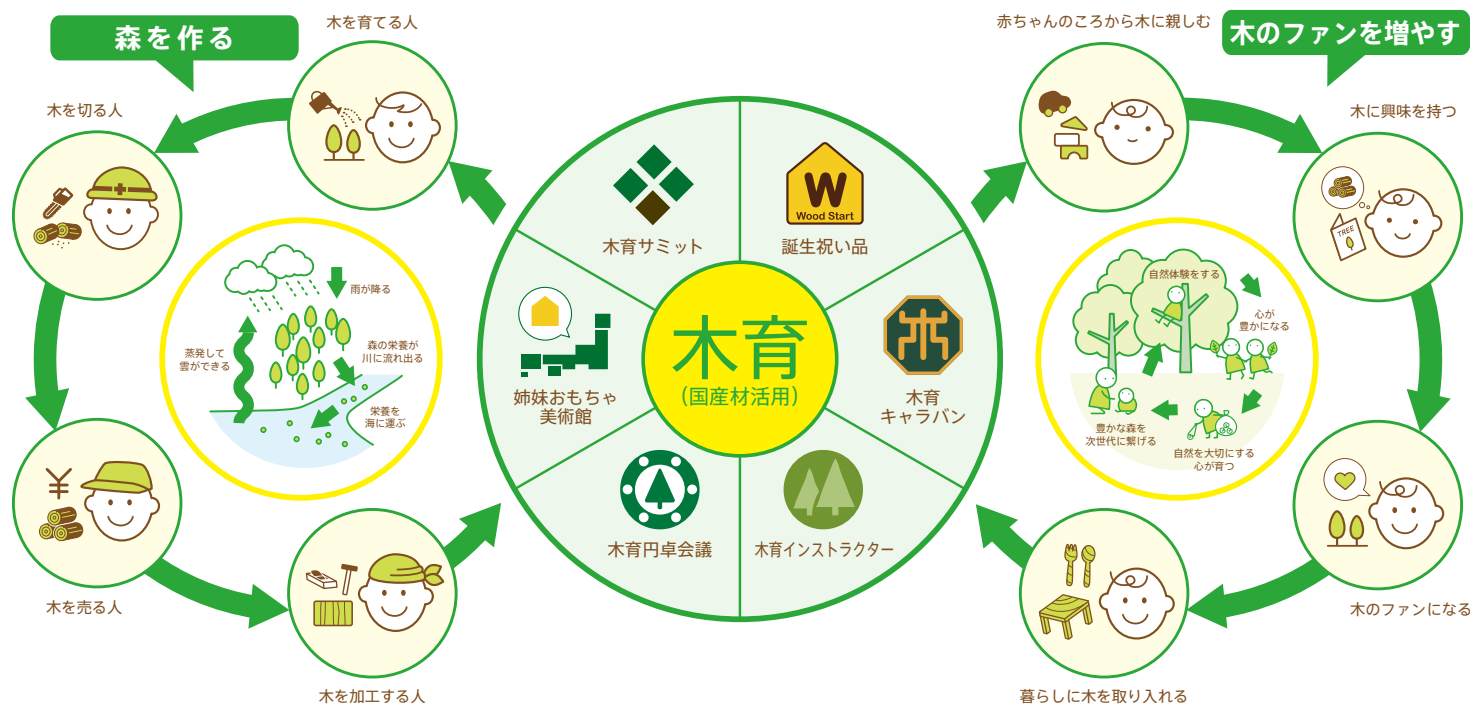 森を作る
木を育てる人
木を切る人
木を売る人
¥
木を加工する人
雨が降る
森の栄養が
川に流れ出る
栄養を
海に運ぶ
蒸発して
雲ができる
木育
(国産材活用)
木育サミット
W
Wood Start
誕生祝い品
木育
キャラバン
木育インストラクター
木育円卓会議
姉妹おもちゃ
美術館
木のファンを増やす
赤ちゃんのころから木に親しむ
木に興味を持つ
TREE
木のファンになる
暮らしに木を取り入れる
自然体験をする
心が
豊かになる
自然を大切にする
心が育つ
豊かな森を
次世代に繋げる